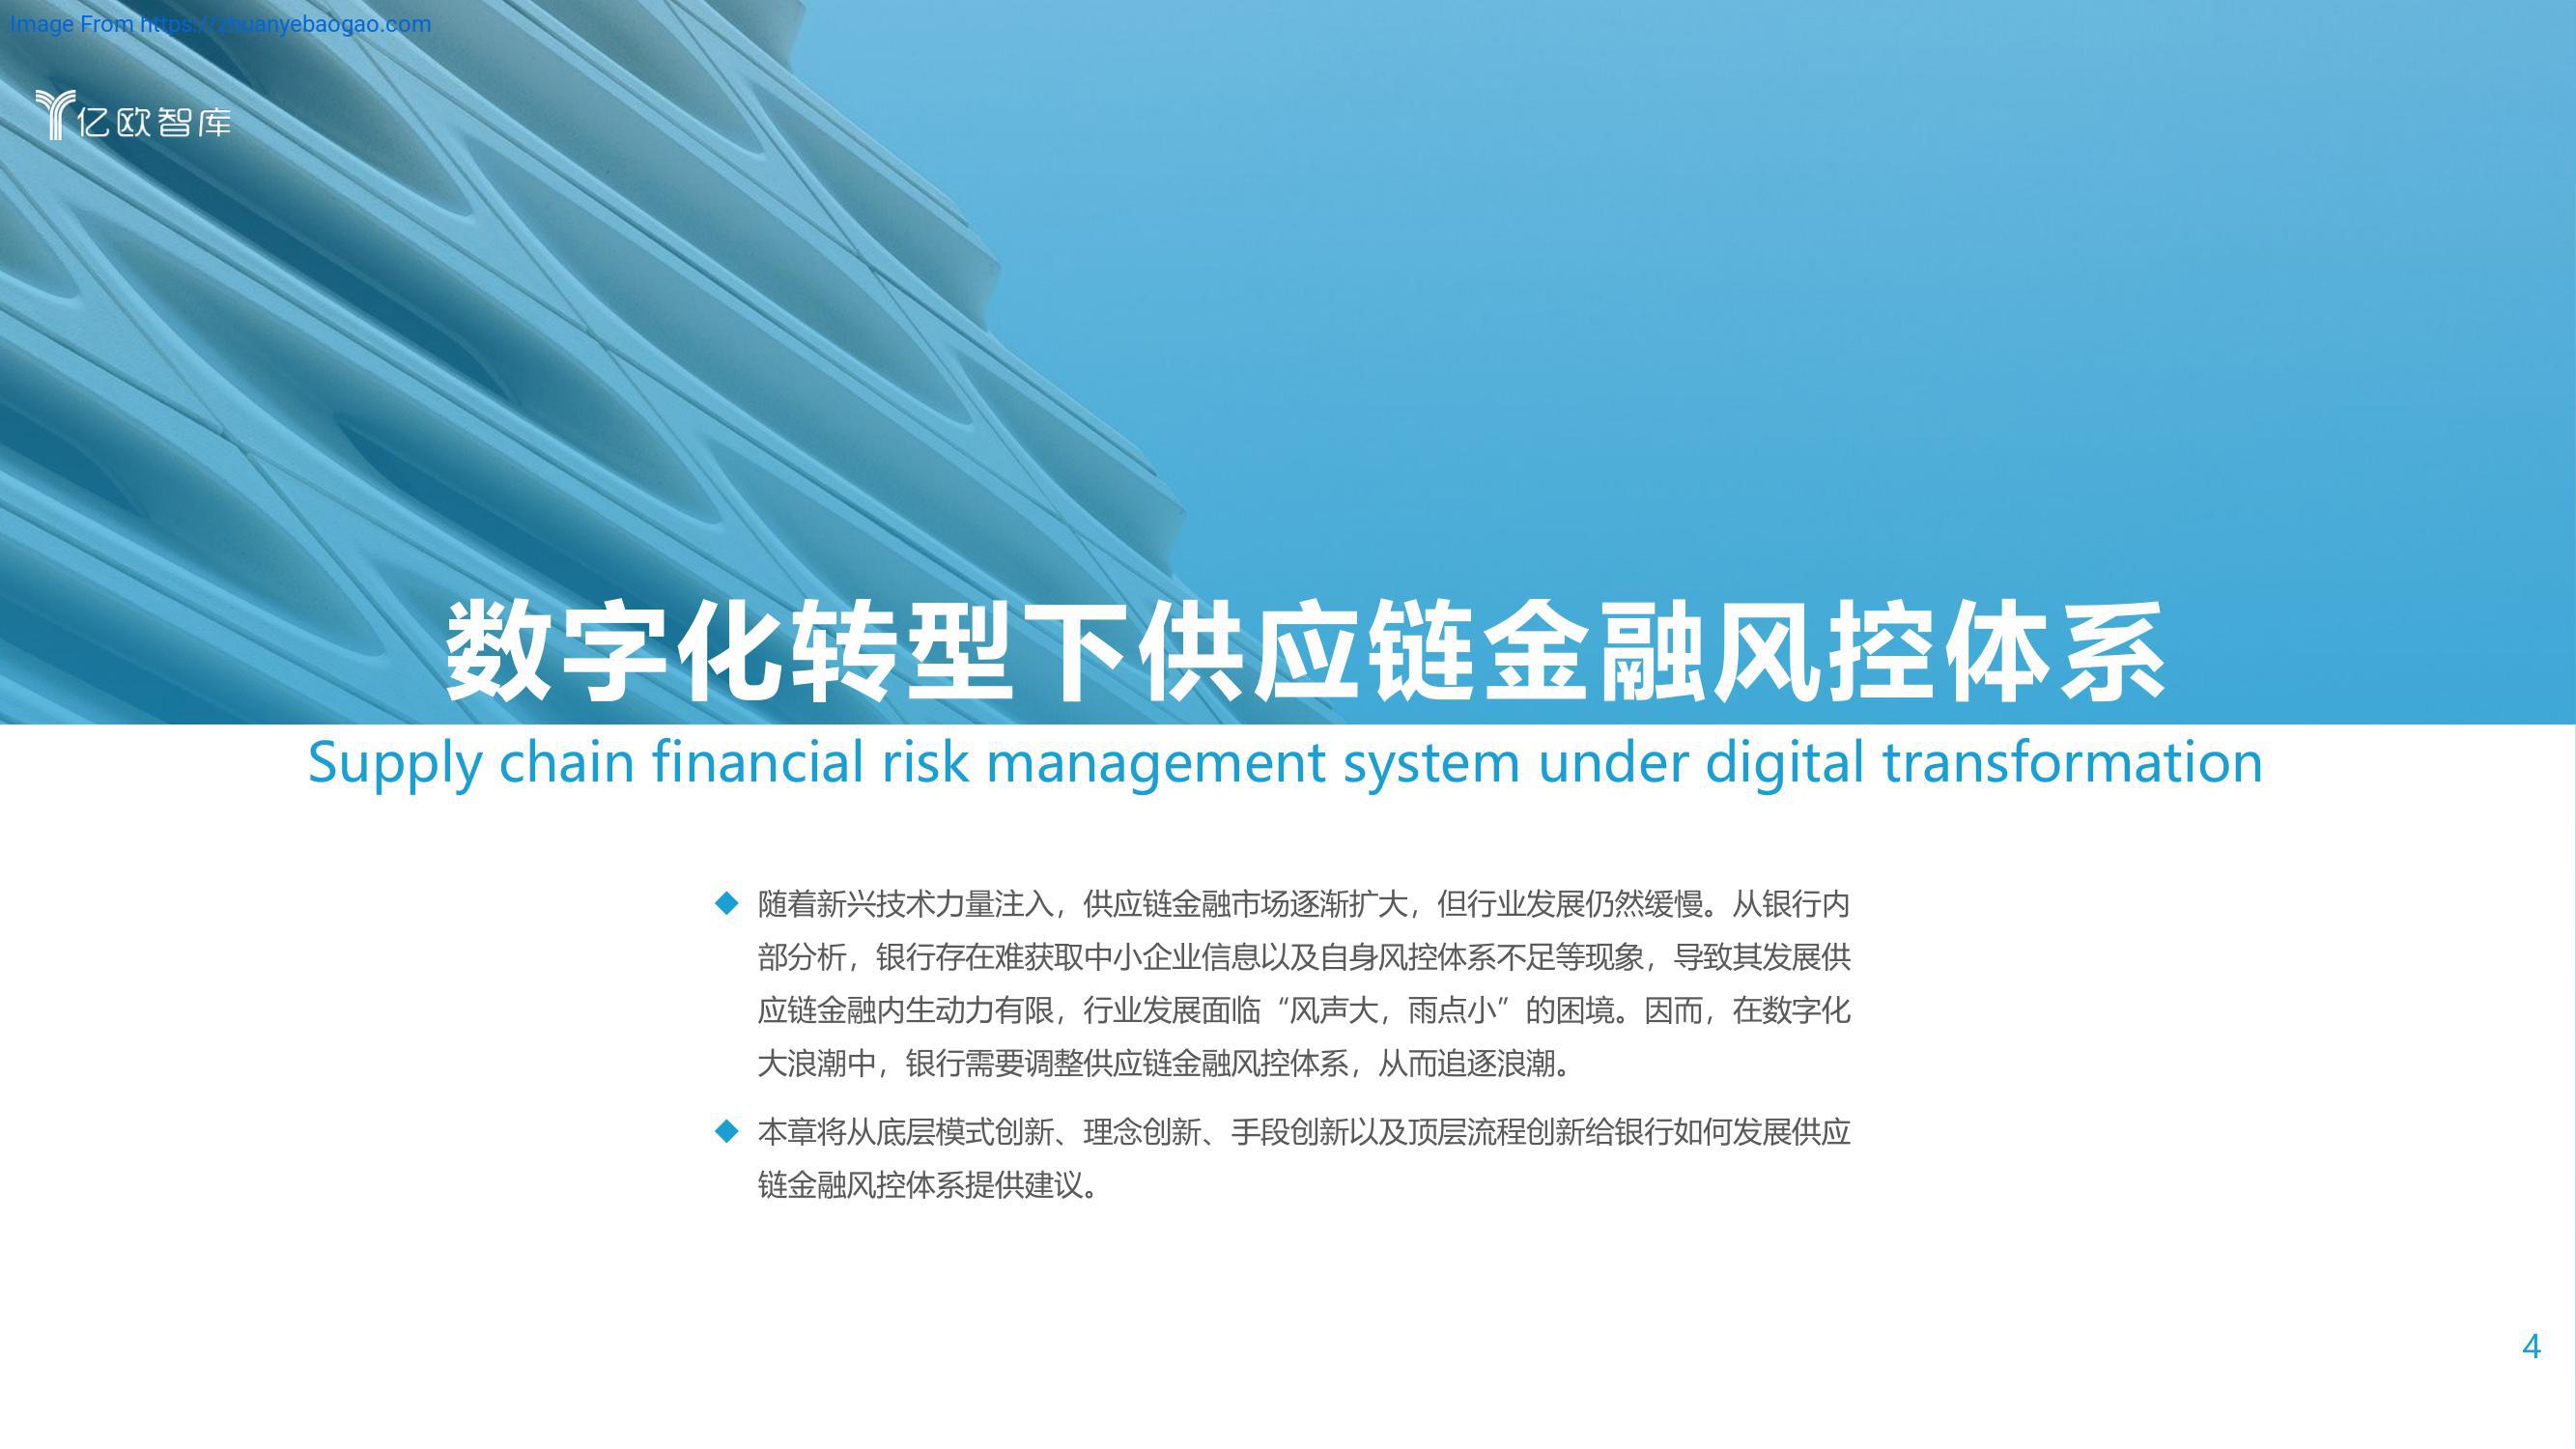 Image From https://zhuanyebaogao.com
亿欧智库
数字化转型下供应链金融风控体系
Supply chain financial risk management system under digital transformation
随着新兴技术力量注入，供应链金融市场逐渐扩大，但行业发展仍然缓慢。从银行内
部分析，银行存在难获取中小企业信息以及自身风控体系不足等现象，导致其发展供
应链金融内生动力有限，行业发展面临“风声大，雨点小”的困境。因而，在数字化
大浪潮中，银行需要调整供应链金融风控体系，从而追逐浪潮。
本章将从底层模式创新、理念创新、手段创新以及顶层流程创新给银行如何发展供应
链金融风控体系提供建议。
4